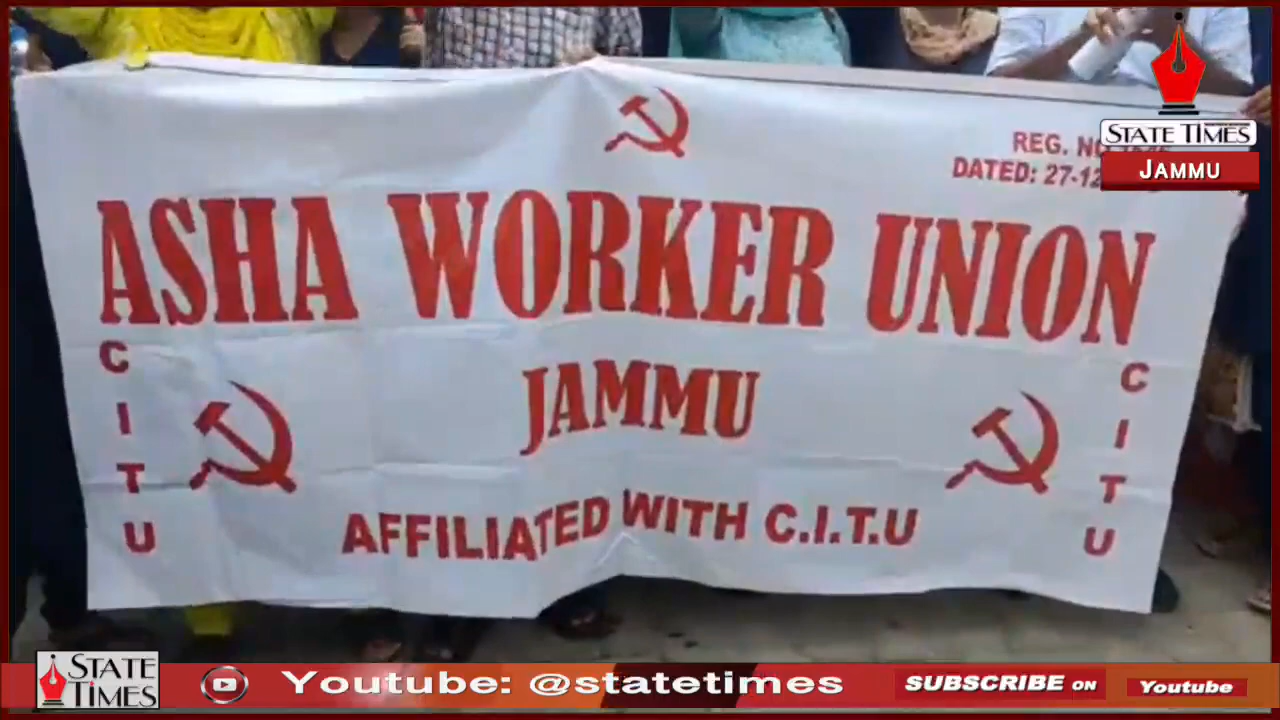 REG. NO
DATED: 27-12
STATE TIMES
JAMMU
ASHA WORKER UNION
JAMMU
AFFILIATED WITH C.I.T.U
C
I
T
U
C
I
T
U
STATE
TIMES
Youtube: @statetimes
SUBSCRIBE ON Youtube